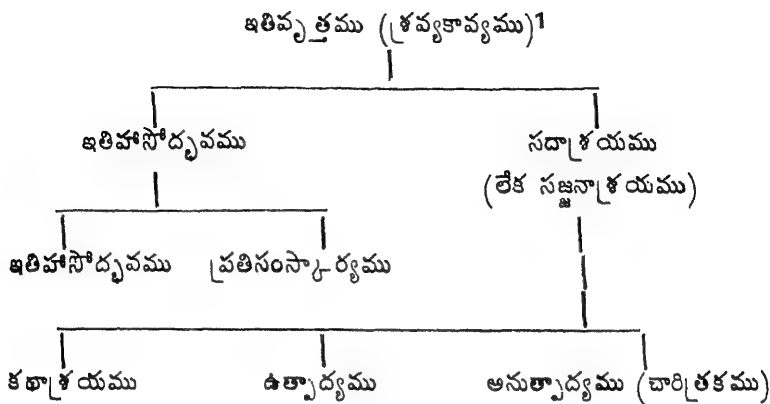 ఇతివృత్తము (శ్రవ్యకావ్యము)¹
ఇతిహాసోద్భవము సదాశ్రయము
(లేక సజ్జనాశ్రయము)
ఇతిహాసోద్భవము ప్రతిసంస్కార్యము
కథాశ్రయము ఉత్పాద్యము అనుత్పాద్యము (చారిత్రకము)